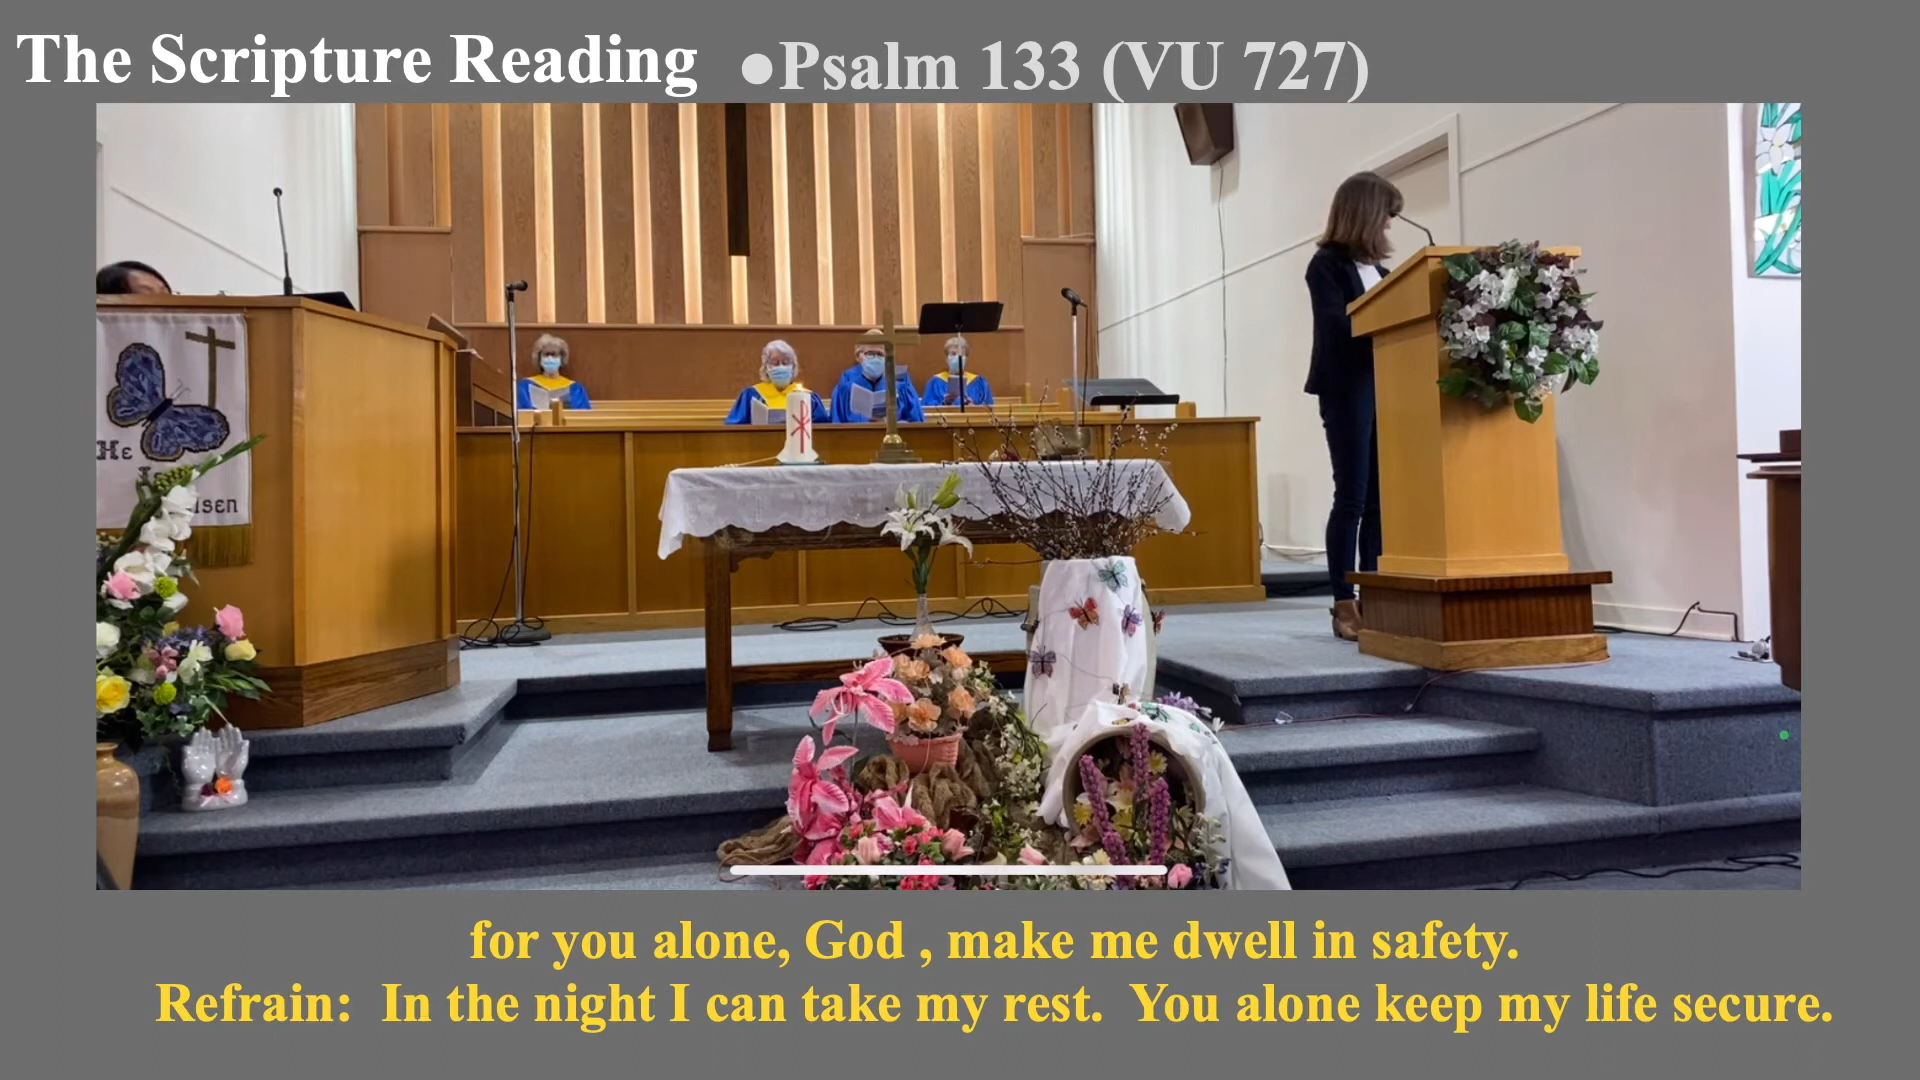 The Scripture Reading •Psalm 133 (VU 727)
He
isen
for you alone, God , make me dwell in safety.
Refrain: In the night I can take my rest. You alone keep my life secure.